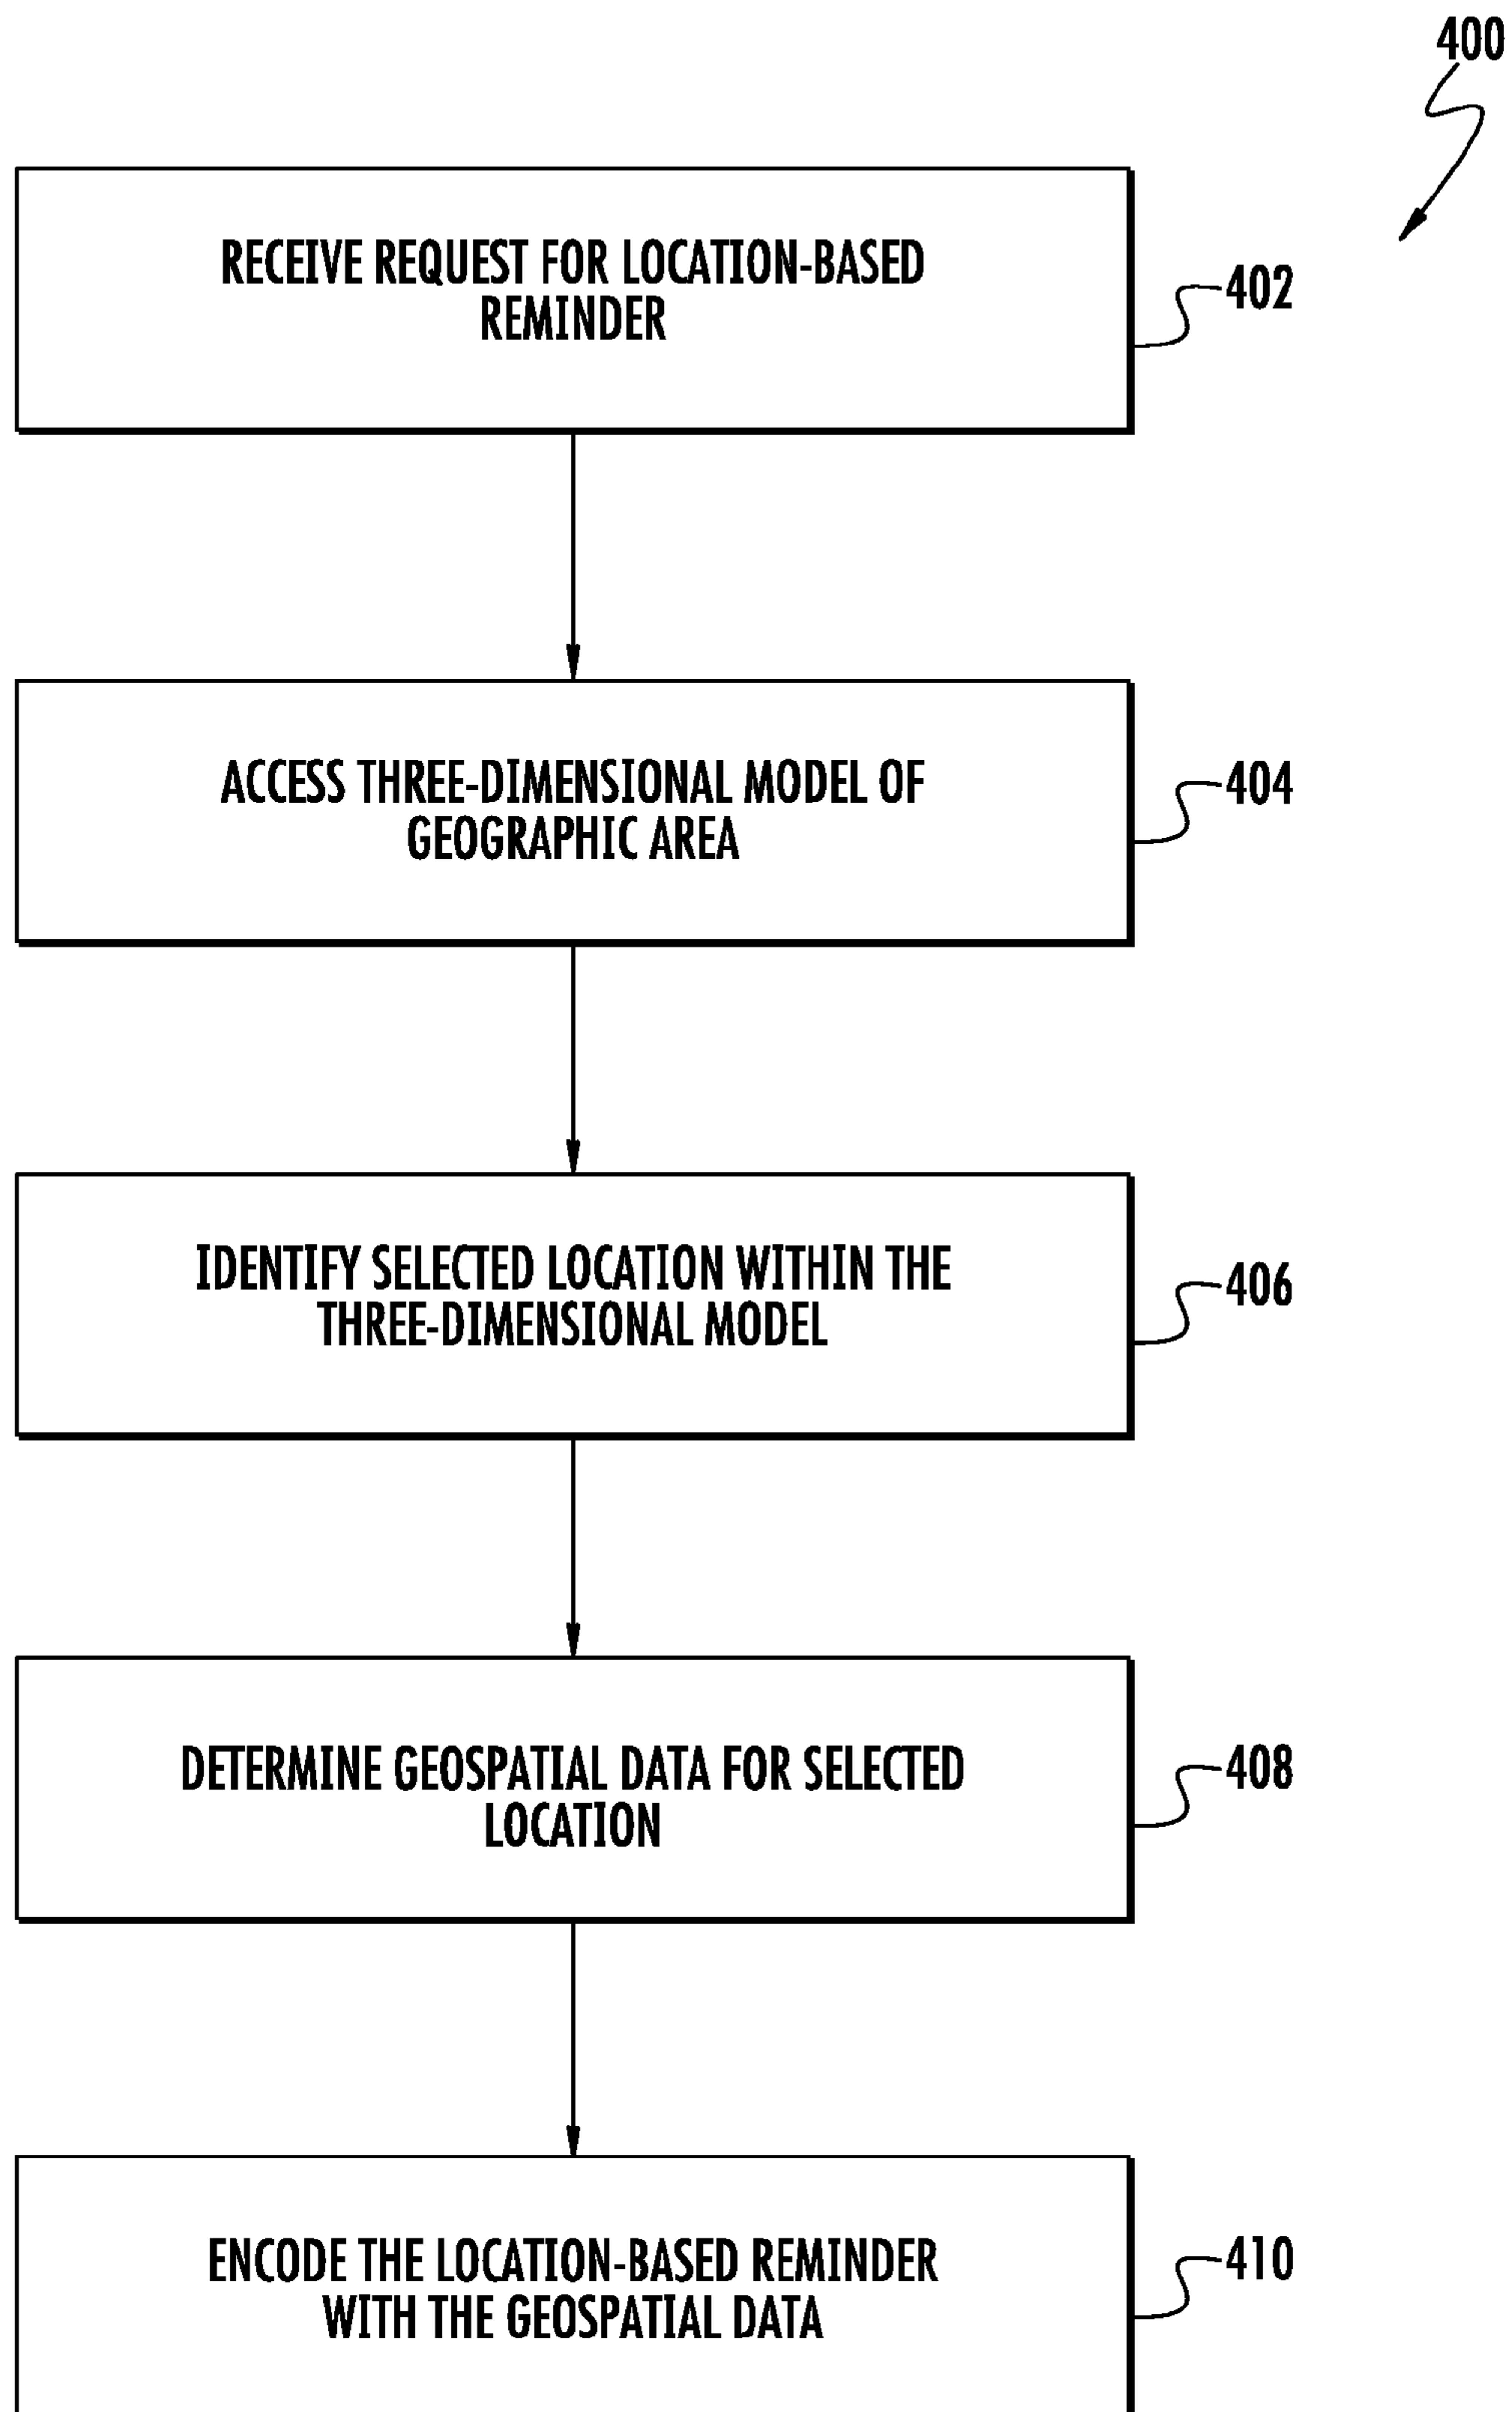 400
RECEIVE REQUEST FOR LOCATION-BASED
REMINDER
402
ACCESS THREE-DIMENSIONAL MODEL OF
GEOGRAPHIC AREA
404
IDENTIFY SELECTED LOCATION WITHIN THE
THREE-DIMENSIONAL MODEL
406
DETERMINE GEOSPATIAL DATA FOR SELECTED
LOCATION
408
ENCODE THE LOCATION-BASED REMINDER
WITH THE GEOSPATIAL DATA
410